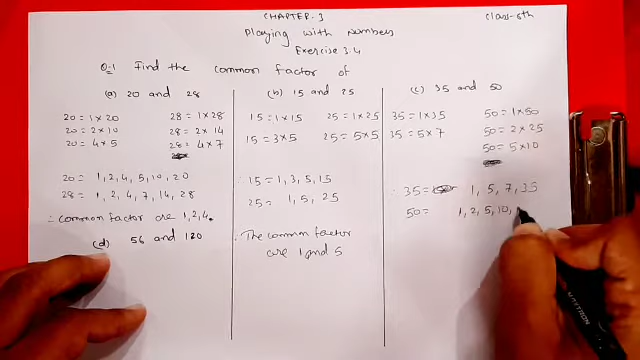 CHAPTER-3
Class-6th
Playing with Numbers
Exercise 3.4
Q:1 Find the common factor of
(a) 20 and 28
20 = 1 × 20
28 = 1 × 28
20 = 2 × 10
28 = 2 × 14
20 = 4 × 5
28 = 4 × 7
20 = 1, 2, 4, 5, 10, 20
28 = 1, 2, 4, 7, 14, 28
∴ Common factor are 1, 2, 4.
(d) 56 and 120
(b) 15 and 25
15 = 1 × 15
25 = 1 × 25
15 = 3 × 5
25 = 5 × 5
∴ 15 = 1, 3, 5, 15
25 = 1, 5, 25
∴ The common factor
are 1 and 5
(c) 35 and 50
35 = 1 × 35
50 = 1 × 50
35 = 5 × 7
50 = 2 × 25
50 = 5 × 10
∴ 35 = 1, 5, 7, 35
50 = 1, 2, 5, 10,